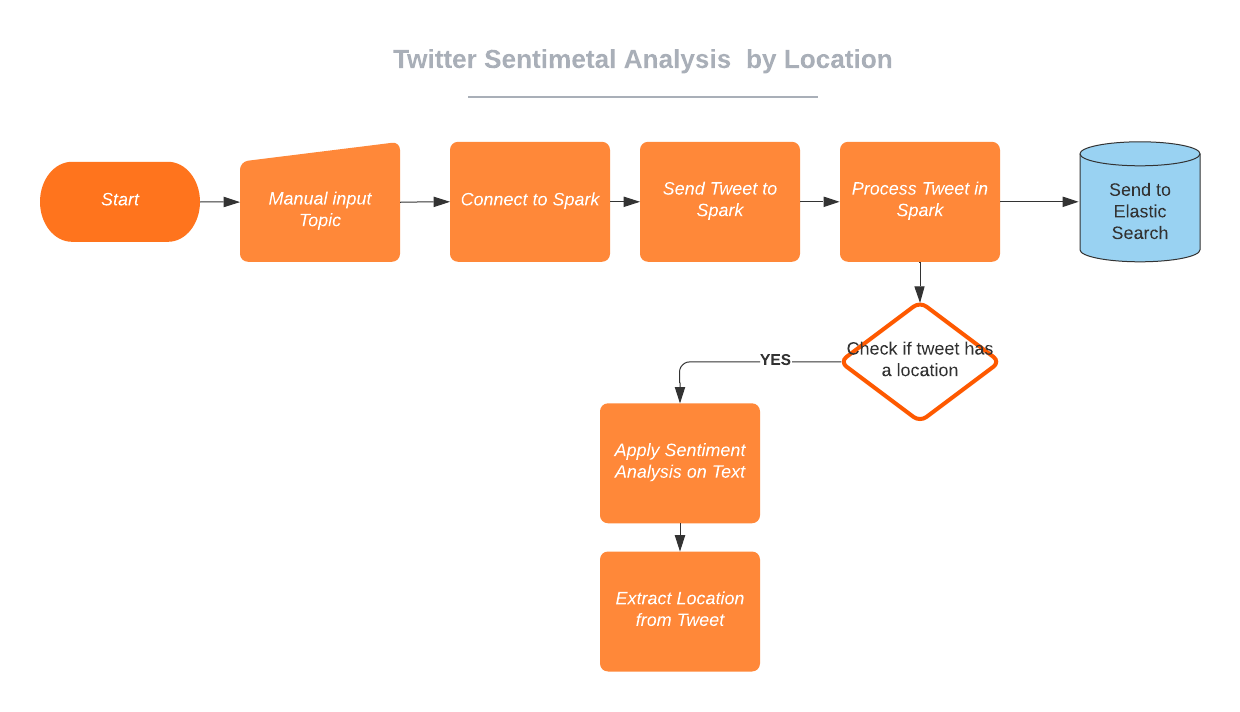 Twitter Sentimetal Analysis  by Location
Start
Manual input
Topic
Connect to Spark
Send Tweet to
Spark
Process Tweet in
Spark
Send to
Elastic
Search
Check if tweet has
a location
YES
Apply Sentiment
Analysis on Text
Extract Location
from Tweet